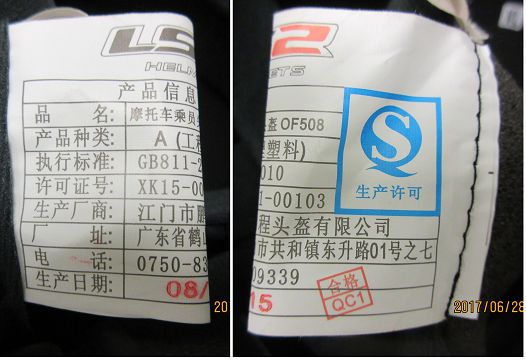 LS
HELM
产品信息
品 名: 摩托车乘员
产品种类: A (工程
执行标准: GB811-2
许可证号: XK15-00
生产厂商: 江门市鹏
厂 址: 广东省鹤山
电 话: 0750-83
生产日期: 08/
20
2
ETS
盔 OF508
塑料)
010
1-00103
程头盔有限公司
市共和镇东升路01号之七
09339
15
S
生产许可
合格
QC1
2017/06/28